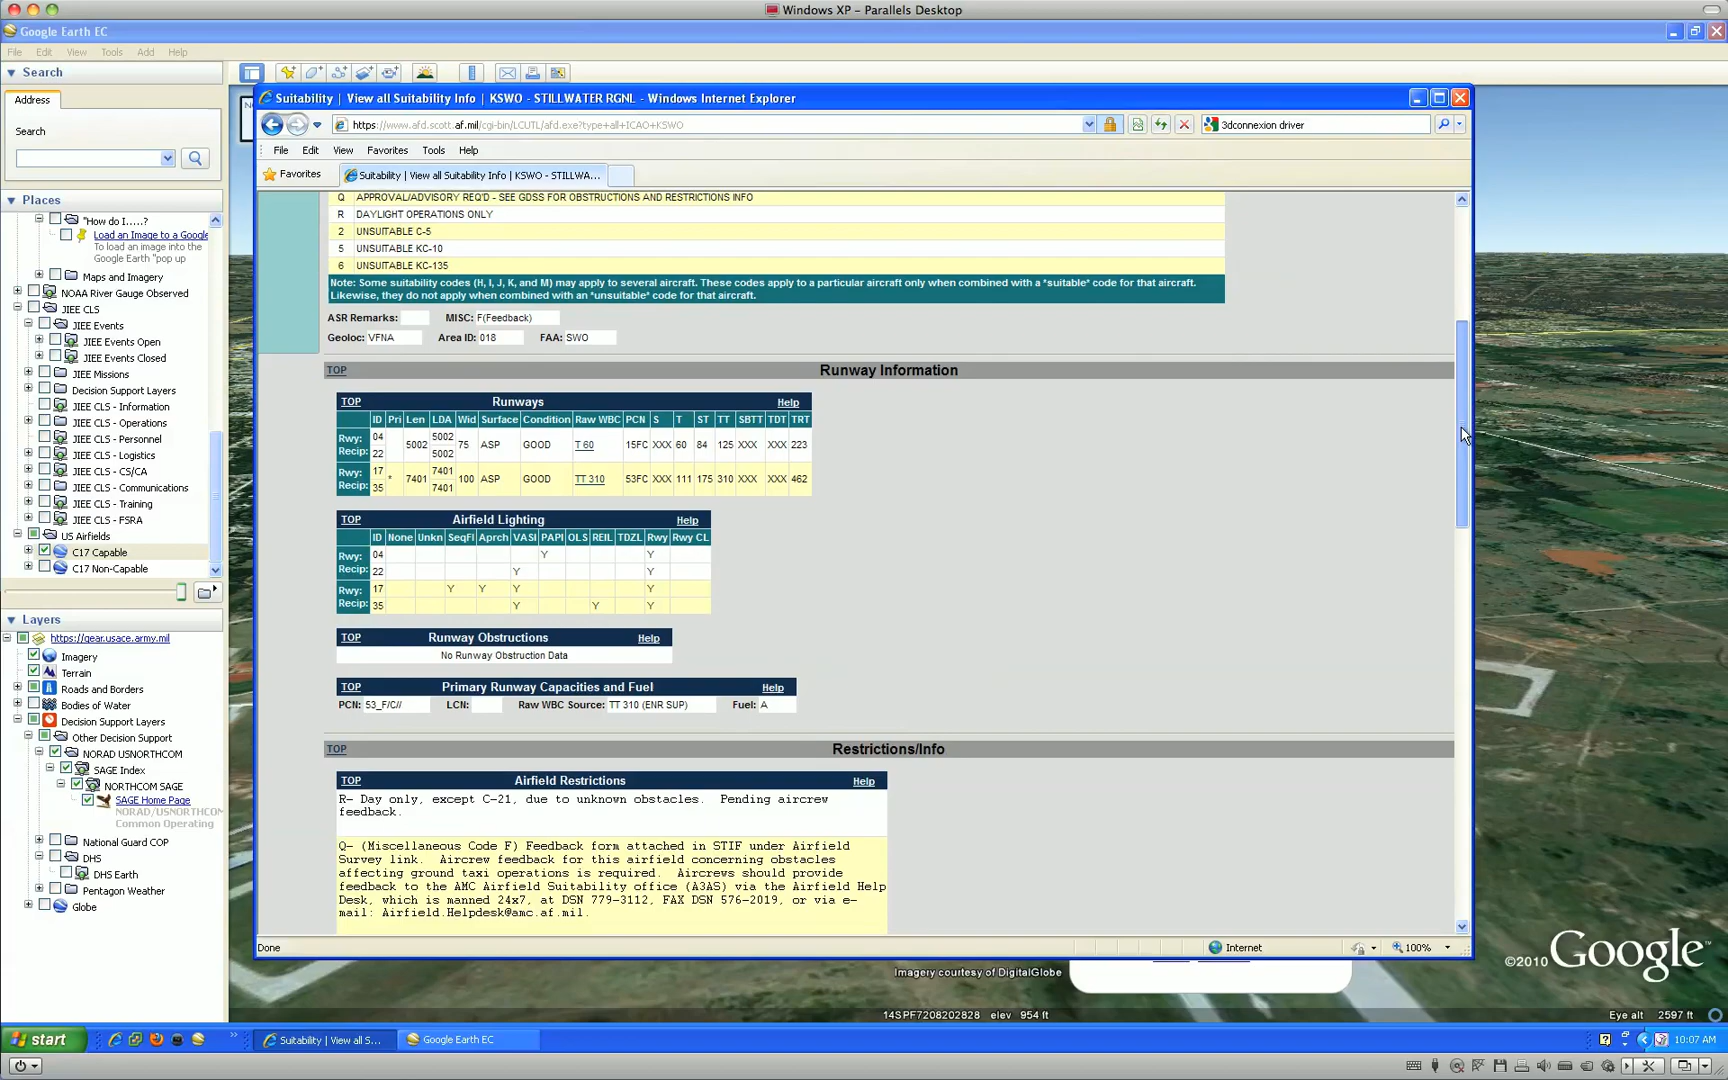 Windows XP – Parallels Desktop
Google Earth EC
File Edit View Tools Add Help
Search
Address
Search
Places
"How do I.....?
Load an Image to a Google
To load an image into the
Google Earth "pop up
Maps and Imagery
NOAA River Gauge Observed
JIEE CLS
JIEE Events
JIEE Events Open
JIEE Events Closed
JIEE Missions
Decision Support Layers
JIEE CLS - Information
JIEE CLS - Operations
JIEE CLS - Personnel
JIEE CLS - Logistics
JIEE CLS - CS/CA
JIEE CLS - Communications
JIEE CLS - Training
JIEE CLS - FSRA
US Airfields
C17 Capable
C17 Non-Capable
Layers
https://gear.usace.army.mil
Imagery
Terrain
Roads and Borders
Bodies of Water
Decision Support Layers
Other Decision Support
NORAD USNORTHCOM
SAGE Index
NORTHCOM SAGE
SAGE Home Page
NORAD/USNORTHCOM
Common Operating
National Guard COP
DHS
DHS Earth
Pentagon Weather
Globe
Suitability | View all Suitability Info | KSWO - STILLWATER RGNL - Windows Internet Explorer
https://www.afd.scott.af.mil/cgi-bin/LCUTL/afd.exe?type+all+ICAO+KSWO
3dconnexion driver
File Edit View Favorites Tools Help
Favorites
Suitability | View all Suitability Info | KSWO - STILLWA...
Q APPROVAL/ADVISORY REQ'D - SEE GDSS FOR OBSTRUCTIONS AND RESTRICTIONS INFO
R DAYLIGHT OPERATIONS ONLY
2 UNSUITABLE C-5
5 UNSUITABLE KC-10
6 UNSUITABLE KC-135
Note: Some suitability codes (H, I, J, K, and M) may apply to several aircraft. These codes apply to a particular aircraft only when combined with a *suitable* code for that aircraft.
Likewise, they do not apply when combined with an *unsuitable* code for that aircraft.
ASR Remarks: MISC: F(Feedback)
Geoloc: VFNA Area ID: 018 FAA: SWO
TOP Runway Information
TOP Runways Help
ID Pri Len LDA Wid Surface Condition Raw WBC PCN S T ST TT SBTT TDT TRT
Rwy: 04 5002 5002 75 ASP GOOD T 60 15FC XXX 60 84 125 XXX XXX 223
Recip: 22 5002
Rwy: 17 * 7401 7401 100 ASP GOOD TT 310 53FC XXX 111 175 310 XXX XXX 462
Recip: 35 7401
TOP Airfield Lighting Help
ID None Unkn SeqFl Aprch VASI PAPI OLS REIL TDZL Rwy Rwy CL
Rwy: 04 Y Y
Recip: 22 Y Y
Rwy: 17 Y Y Y Y
Recip: 35 Y Y Y
TOP Runway Obstructions Help
No Runway Obstruction Data
TOP Primary Runway Capacities and Fuel Help
PCN: 53_F/C// LCN: Raw WBC Source: TT 310 (ENR SUP) Fuel: A
TOP Restrictions/Info
TOP Airfield Restrictions Help
R- Day only, except C-21, due to unknown obstacles. Pending aircrew
feedback.
Q- (Miscellaneous Code F) Feedback form attached in STIF under Airfield
Survey link. Aircrew feedback for this airfield concerning obstacles
affecting ground taxi operations is required. Aircrews should provide
feedback to the AMC Airfield Suitability office (A3AS) via the Airfield Help
Desk, which is manned 24x7, at DSN 779-3112, FAX DSN 576-2019, or via e-
mail: Airfield.Helpdesk@amc.af.mil.
Done Internet 100%
Imagery courtesy of DigitalGlobe
©2010 Google
14SPF7208202828 elev 954 ft Eye alt 2597 ft
start Suitability | View all S... Google Earth EC 10:07 AM